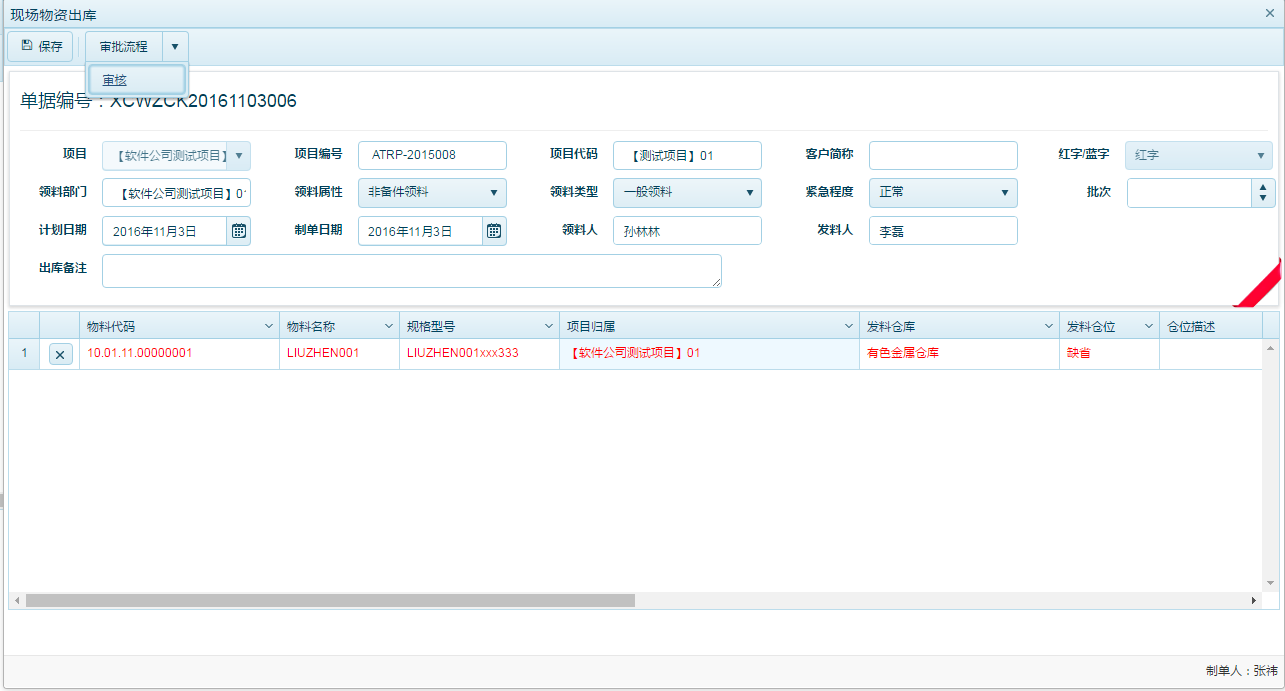 现场物资出库
保存 审批流程
审核
单据编号：XCWZCK20161103006
项目 【软件公司测试项目】 项目编号 ATRP-2015008 项目代码 【测试项目】01 客户简称 红字/蓝字 红字
领料部门 【软件公司测试项目】01 领料属性 非备件领料 领料类型 一般领料 紧急程度 正常 批次
计划日期 2016年11月3日 制单日期 2016年11月3日 领料人 孙林林 发料人 李磊
出库备注
物料代码 物料名称 规格型号 项目归属 发料仓库 发料仓位 仓位描述
1 10.01.11.00000001 LIUZHEN001 LIUZHEN001xxx333 【软件公司测试项目】01 有色金属仓库 缺省
制单人：张祎